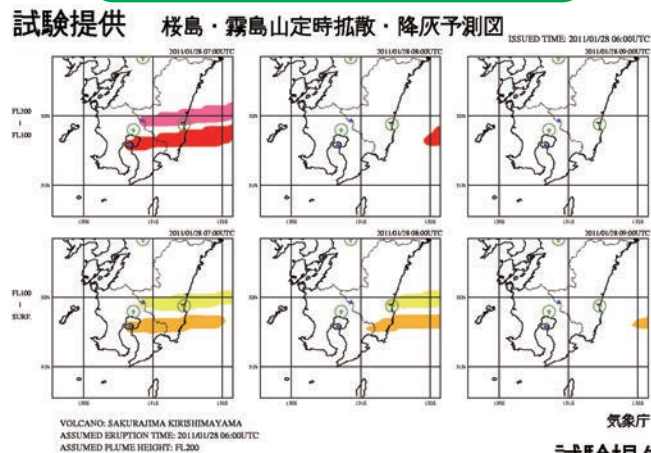 試験提供 桜島・霧島山定時拡散・降灰予測図
ISSUED TIME: 2011/01/28 06:00UTC
2011/01/28 07:00UTC
2011/01/28 08:00UTC
2011/01/28 09:00UTC
FL200
FL100
2011/01/28 07:00UTC
2011/01/28 08:00UTC
2011/01/28 09:00UTC
FL100
SURF.
VOLCANO: SAKURAJIMA KIRISHIMAYAMA
気象庁
ASSUMED ERUPTION TIME: 2011/01/28 06:00UTC
ASSUMED PLUME HEIGHT: FL200